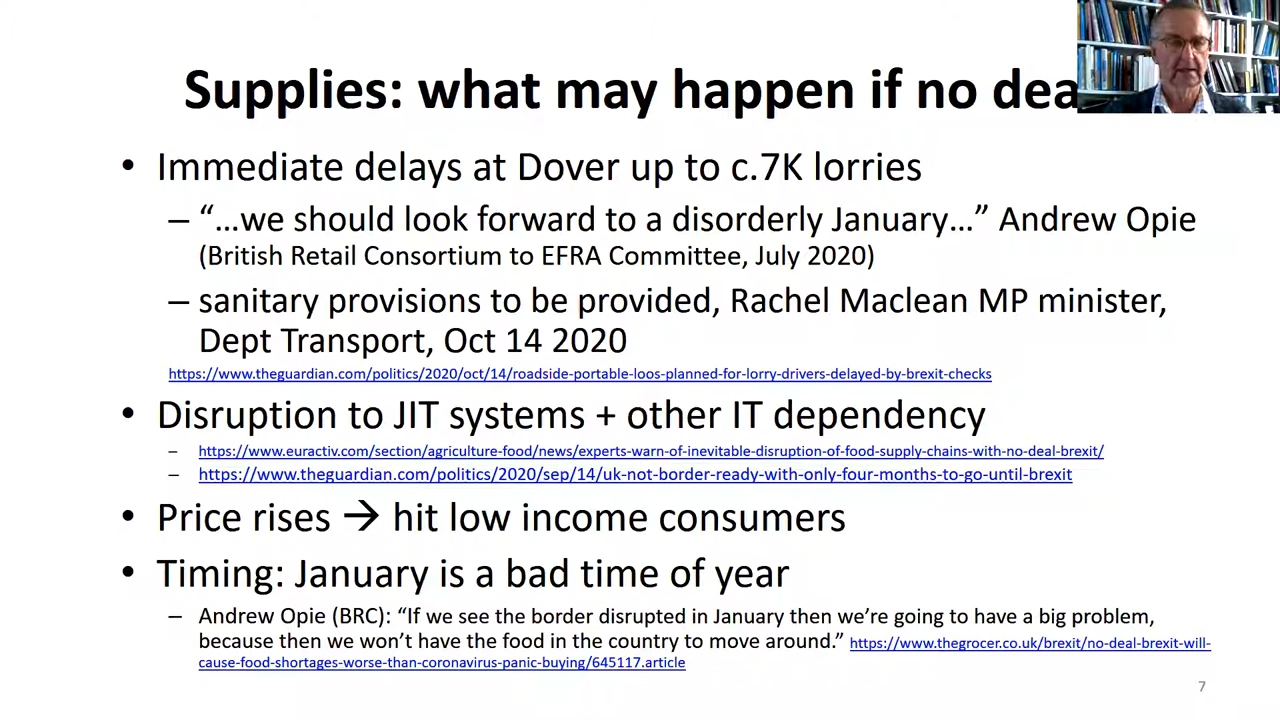 Supplies: what may happen if no dea
• Immediate delays at Dover up to c.7K lorries
– “…we should look forward to a disorderly January…” Andrew Opie
(British Retail Consortium to EFRA Committee, July 2020)
– sanitary provisions to be provided, Rachel Maclean MP minister,
Dept Transport, Oct 14 2020
https://www.theguardian.com/politics/2020/oct/14/roadside-portable-loos-planned-for-lorry-drivers-delayed-by-brexit-checks
• Disruption to JIT systems + other IT dependency
– https://www.euractiv.com/section/agriculture-food/news/experts-warn-of-inevitable-disruption-of-food-supply-chains-with-no-deal-brexit/
– https://www.theguardian.com/politics/2020/sep/14/uk-not-border-ready-with-only-four-months-to-go-until-brexit
• Price rises → hit low income consumers
• Timing: January is a bad time of year
– Andrew Opie (BRC): “If we see the border disrupted in January then we’re going to have a big problem,
because then we won’t have the food in the country to move around.” https://www.thegrocer.co.uk/brexit/no-deal-brexit-will-
cause-food-shortages-worse-than-coronavirus-panic-buying/645117.article
7